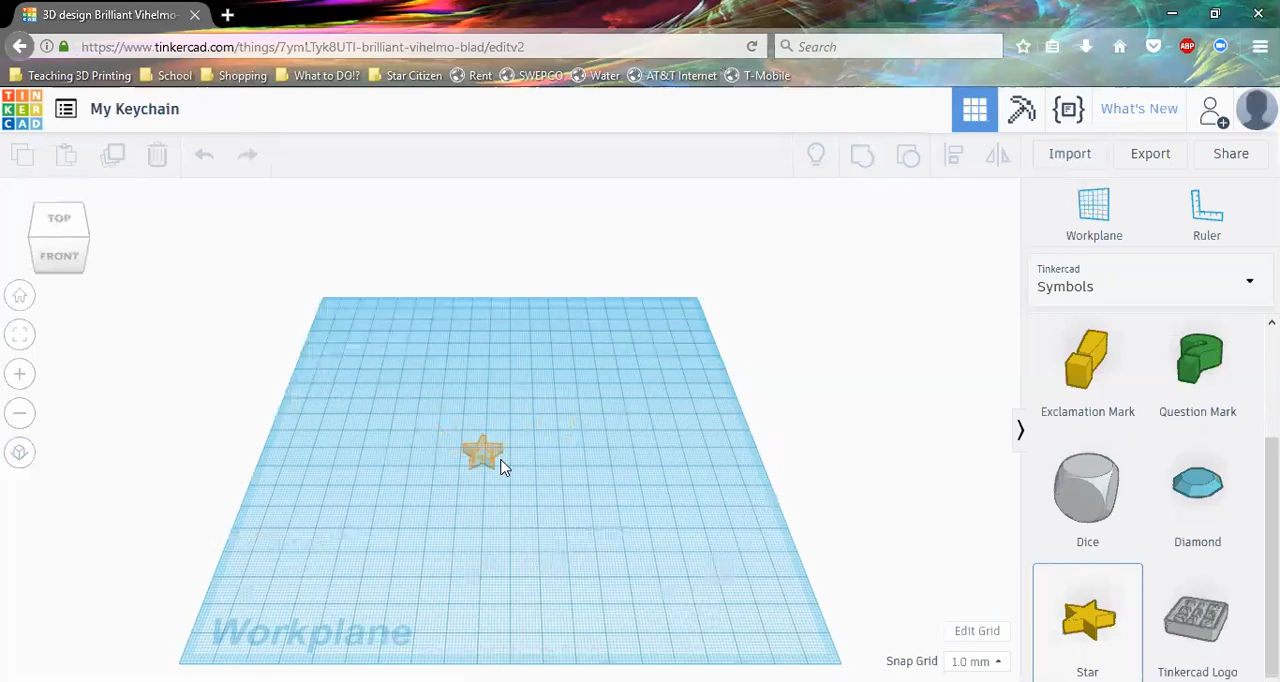 3D design Brilliant Vihelmo-
https://www.tinkercad.com/things/7ymLTyk8UTI-brilliant-vihelmo-blad/editv2
Search
ABP
Teaching 3D Printing School Shopping What to DO!? Star Citizen Rent SWEPCO Water AT&T Internet T-Mobile
TIN
KER
CAD
My Keychain
What's New
Import Export Share
TOP
FRONT
Workplane Ruler
Tinkercad
Symbols
Exclamation Mark Question Mark
Dice Diamond
Star Tinkercad Logo
Workplane
Edit Grid
Snap Grid 1.0 mm